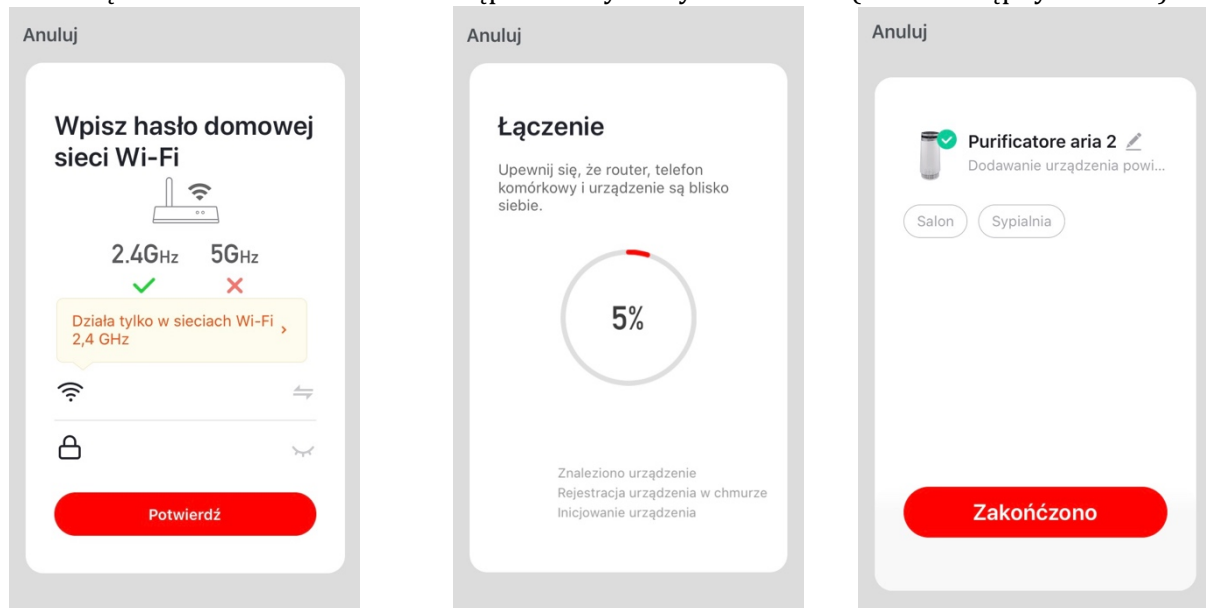 Anuluj
Wpisz hasło domowej
sieci Wi-Fi
2.4GHz 5GHz
Działa tylko w sieciach Wi-Fi
2,4 GHz
Potwierdź
Anuluj
Łączenie
Upewnij się, że router, telefon
komórkowy i urządzenie są blisko
siebie.
5%
Znaleziono urządzenie
Rejestracja urządzenia w chmurze
Inicjowanie urządzenia
Anuluj
Purificatore aria 2
Dodawanie urządzenia powi...
Salon Sypialnia
Zakońćzono